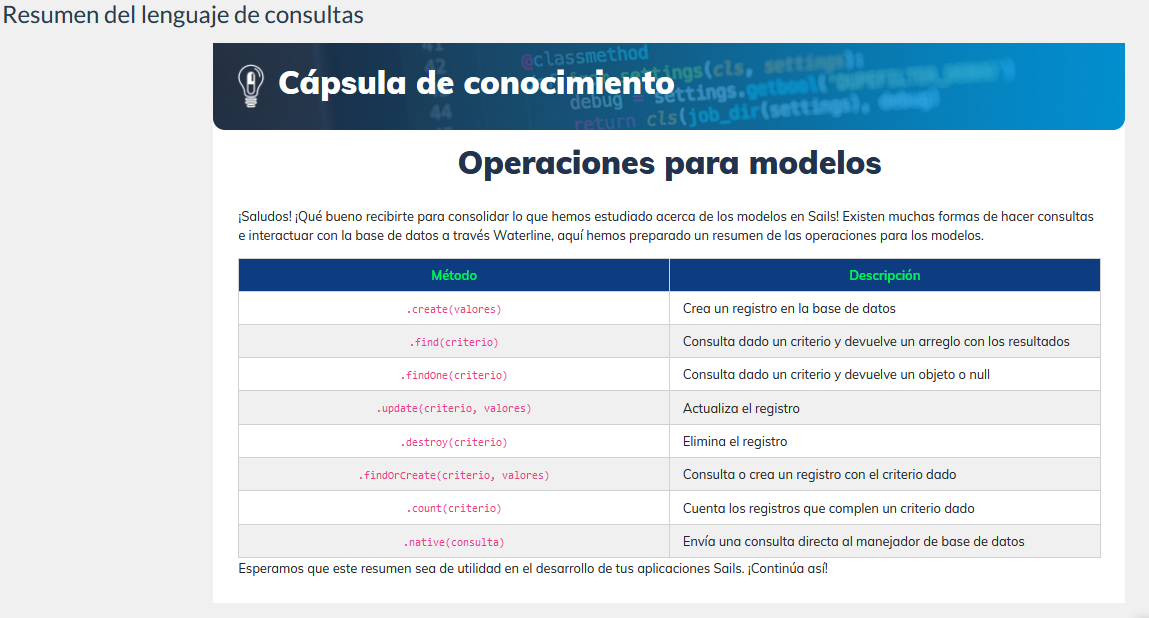 Resumen del lenguaje de consultas
41
@classmethod
42
settings(cls, settings):
Cápsula de conocimiento
debug = settings.getbool("DUPEFILTER_DEBUG")
44
return cls(job_dir(settings), debug)
Operaciones para modelos
¡Saludos! ¡Qué bueno recibirte para consolidar lo que hemos estudiado acerca de los modelos en Sails! Existen muchas formas de hacer consultas
e interactuar con la base de datos a través Waterline, aquí hemos preparado un resumen de las operaciones para los modelos.
Método Descripción
.create(valores) Crea un registro en la base de datos
.find(criterio) Consulta dado un criterio y devuelve un arreglo con los resultados
.findOne(criterio) Consulta dado un criterio y devuelve un objeto o null
.update(criterio, valores) Actualiza el registro
.destroy(criterio) Elimina el registro
.findOrCreate(criterio, valores) Consulta o crea un registro con el criterio dado
.count(criterio) Cuenta los registros que complen un criterio dado
.native(consulta) Envía una consulta directa al manejador de base de datos
Esperamos que este resumen sea de utilidad en el desarrollo de tus aplicaciones Sails. ¡Continúa así!